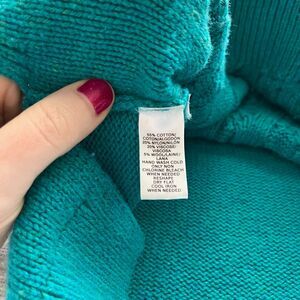 55% COTTON/
COTON/ALGODON
20% NYLON/NILON
20% VISCOSE/
VISCOSA
5% WOOL/LAINE/
LANA
HAND WASH COLD
ONLY NON
CHLORINE BLEACH
WHEN NEEDED
RESHAPE
DRY FLAT
COOL IRON
WHEN NEEDED